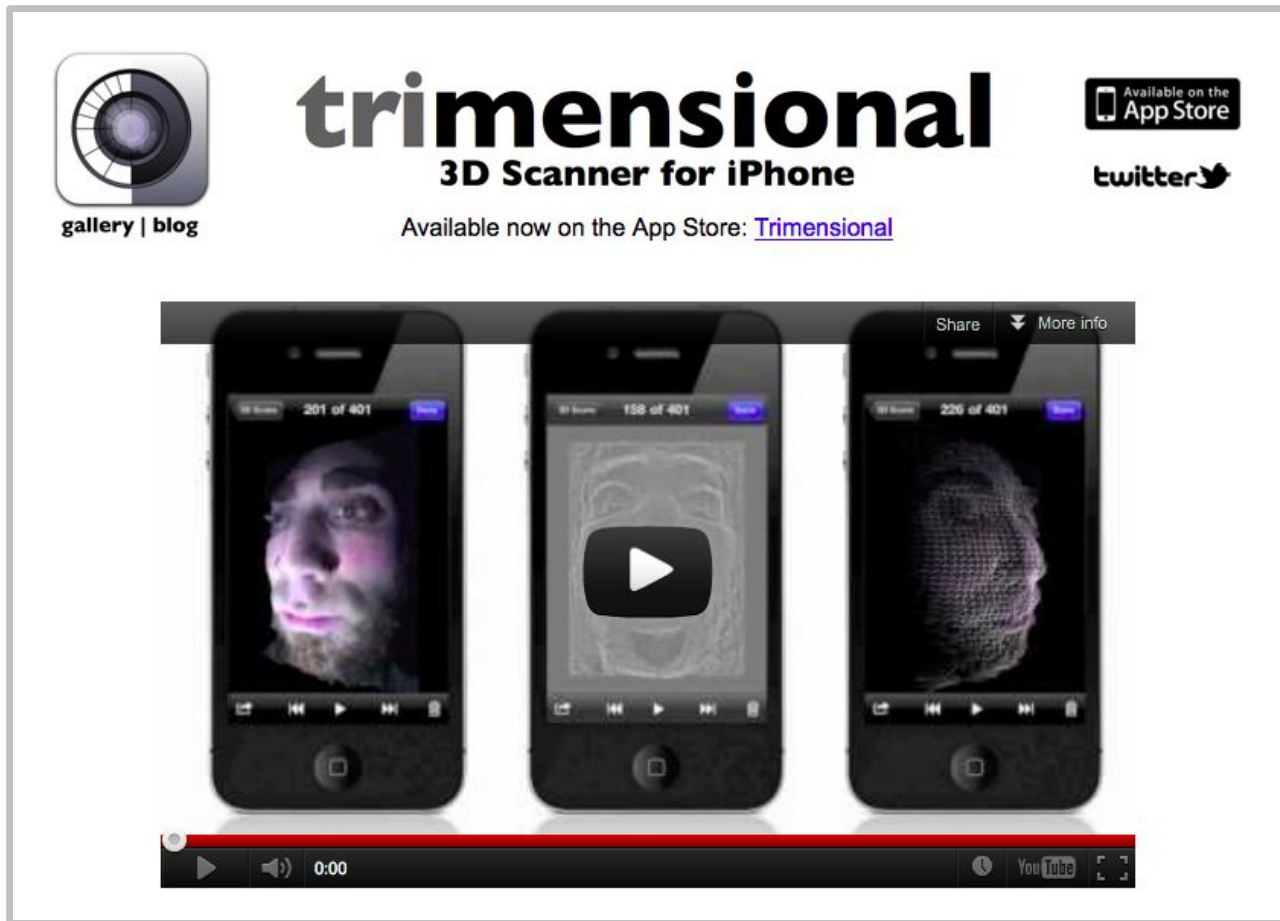 trimensional
Available on the
App Store
3D Scanner for iPhone
twitter
gallery | blog
Available now on the App Store: Trimensional
Share More info
201 of 401
158 of 401
226 of 401
0:00
YouTube